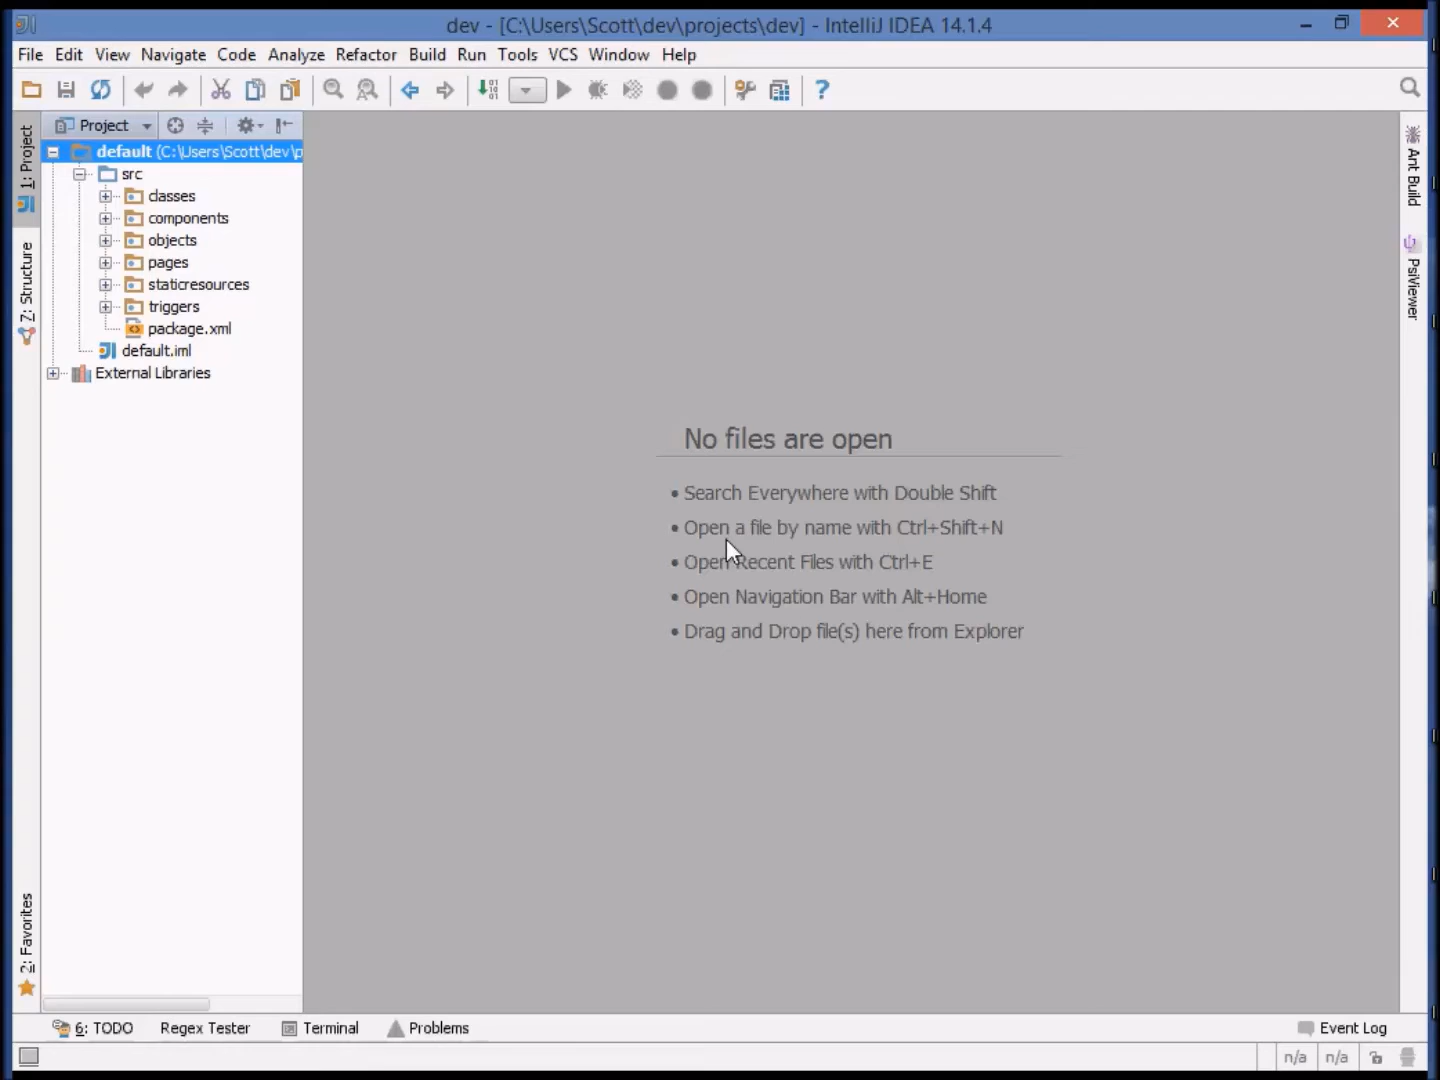 dev - [C:\Users\Scott\dev\projects\dev] - IntelliJ IDEA 14.1.4
File Edit View Navigate Code Analyze Refactor Build Run Tools VCS Window Help
Project
default (C:\Users\Scott\dev\p
src
classes
components
objects
pages
staticresources
triggers
package.xml
default.iml
External Libraries
1: Project
Z: Structure
2: Favorites
No files are open
• Search Everywhere with Double Shift
• Open a file by name with Ctrl+Shift+N
• Open Recent Files with Ctrl+E
• Open Navigation Bar with Alt+Home
• Drag and Drop file(s) here from Explorer
Ant Build
PsiViewer
6: TODO Regex Tester Terminal Problems Event Log
n/a n/a